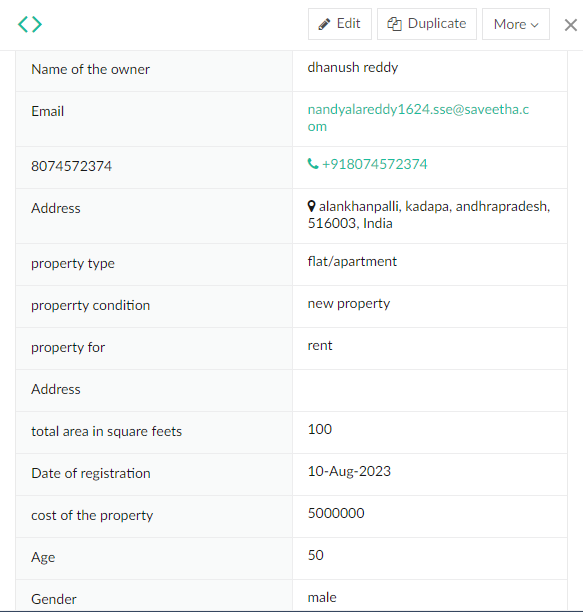 Edit
Duplicate
More
Name of the owner
dhanush reddy
Email
nandyalareddy1624.sse@saveetha.c
om
8074572374
+918074572374
Address
alankhanpalli, kadapa, andhrapradesh,
516003, India
property type
flat/apartment
properrty condition
new property
property for
rent
Address
total area in square feets
100
Date of registration
10-Aug-2023
cost of the property
5000000
Age
50
Gender
male